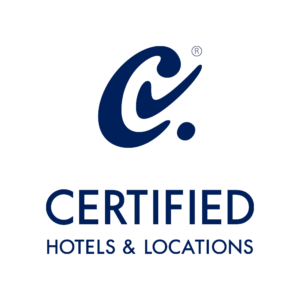 C. ®
CERTIFIED
HOTELS & LOCATIONS